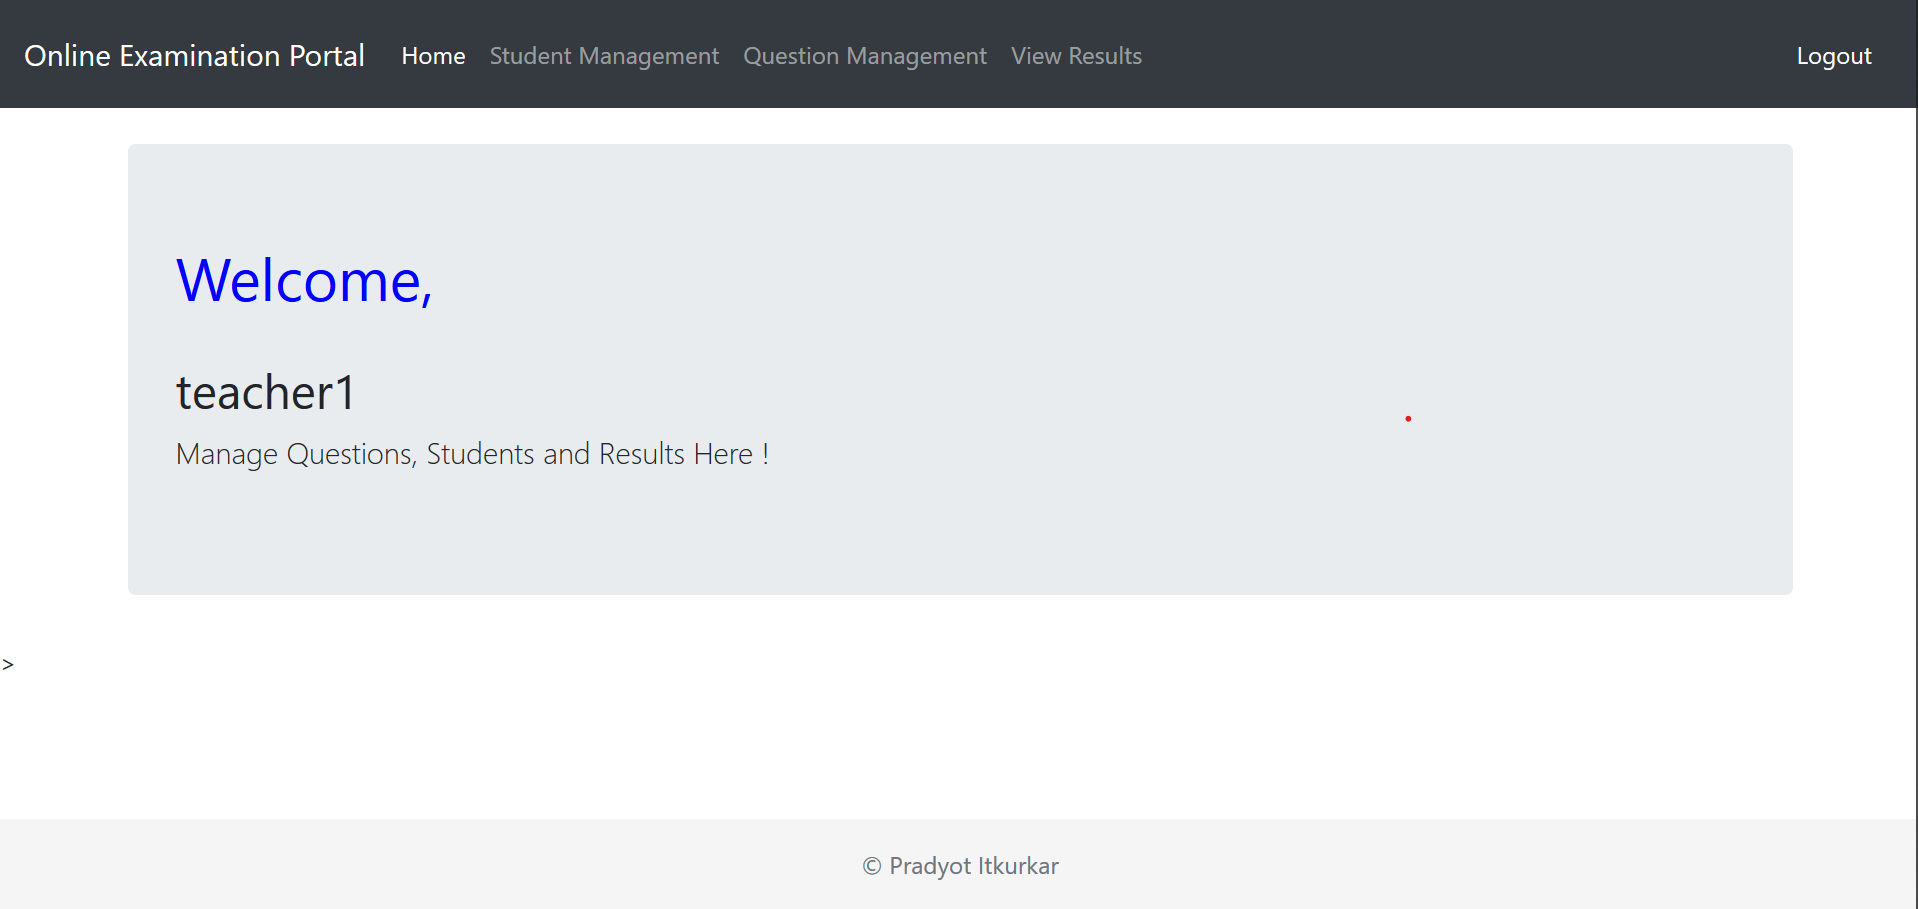 Online Examination Portal Home Student Management Question Management View Results Logout
Welcome,
teacher1
Manage Questions, Students and Results Here !
>
© Pradyot Itkurkar